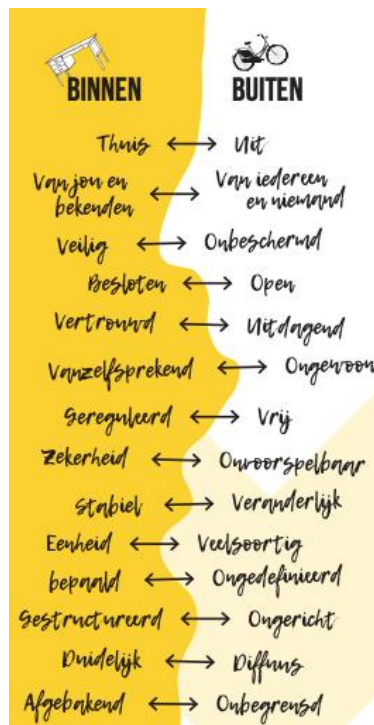 BINNEN BUITEN
Thuis ↔ Uit
Van jou en bekenden ↔ Van iedereen en niemand
Veilig ↔ Onbeschermd
Besloten ↔ Open
Vertrouwd ↔ Uitdagend
Vanzelfsprekend ↔ Ongewoon
Gereguleerd ↔ Vrij
Zekerheid ↔ Onvoorspelbaar
Stabiel ↔ Veranderlijk
Eenheid ↔ Veelsoortig
bepaald ↔ Ongedefinieerd
Gestructureerd ↔ Ongericht
Duidelijk ↔ Diffuus
Afgebakend ↔ Onbegrensd